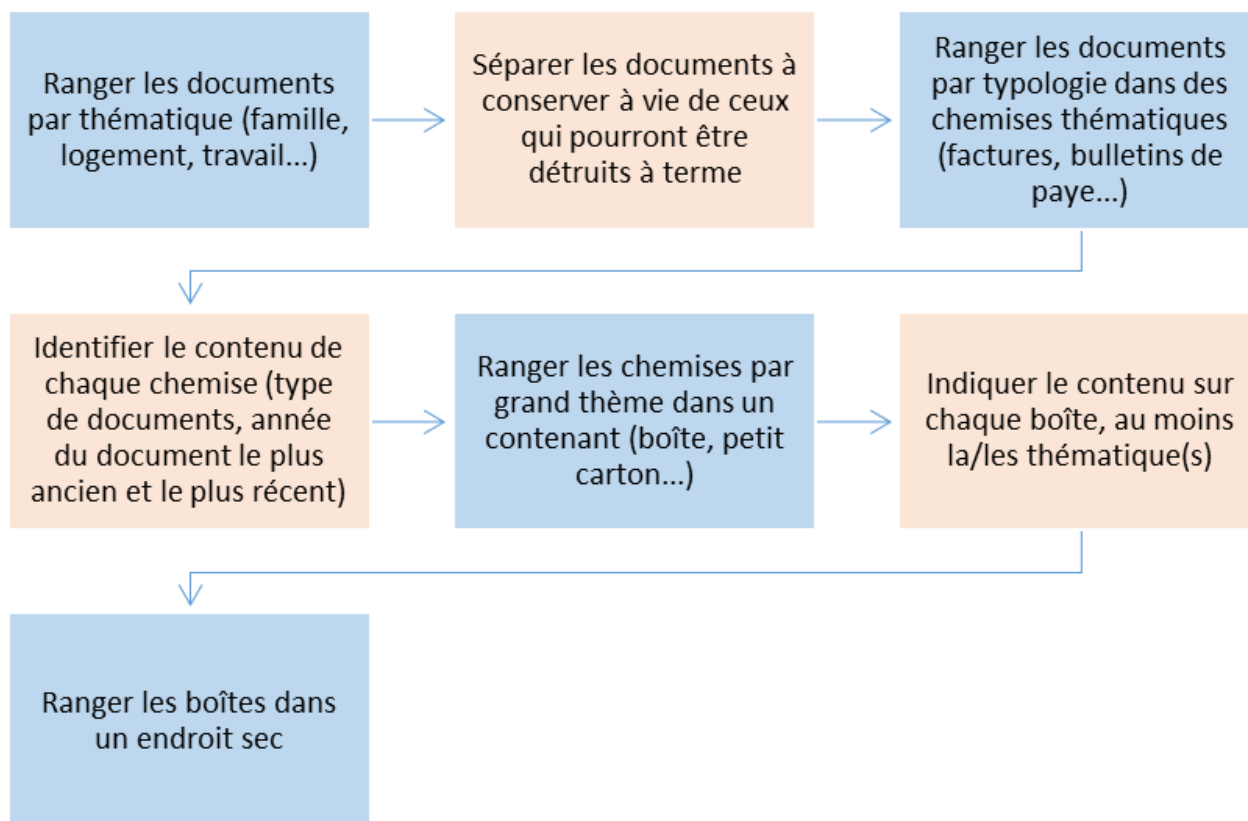 Ranger les documents
par thématique (famille,
logement, travail...)
Séparer les documents à
conserver à vie de ceux
qui pourront être
détruits à terme
Ranger les documents
par typologie dans des
chemises thématiques
(factures, bulletins de
paye...)
Identifier le contenu de
chaque chemise (type
de documents, année
du document le plus
ancien et le plus récent)
Ranger les chemises par
grand thème dans un
contenant (boîte, petit
carton...)
Indiquer le contenu sur
chaque boîte, au moins
la/les thématique(s)
Ranger les boîtes dans
un endroit sec